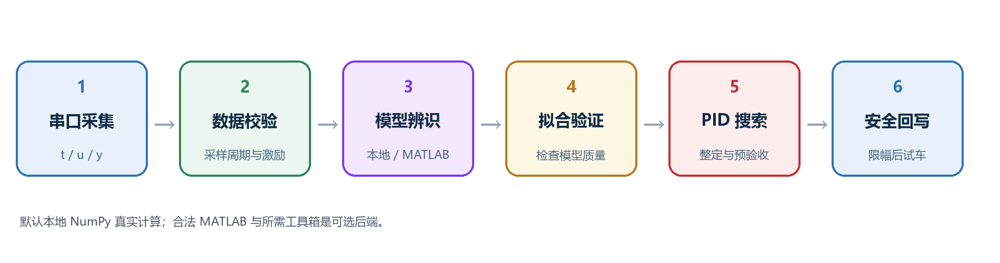 1
串口采集
t / u / y
→
2
数据校验
采样周期与激励
→
3
模型辨识
本地 / MATLAB
→
4
拟合验证
检查模型质量
→
5
PID 搜索
整定与预验收
→
6
安全回写
限幅后试车
默认本地 NumPy 真实计算；合法 MATLAB 与所需工具箱是可选后端。